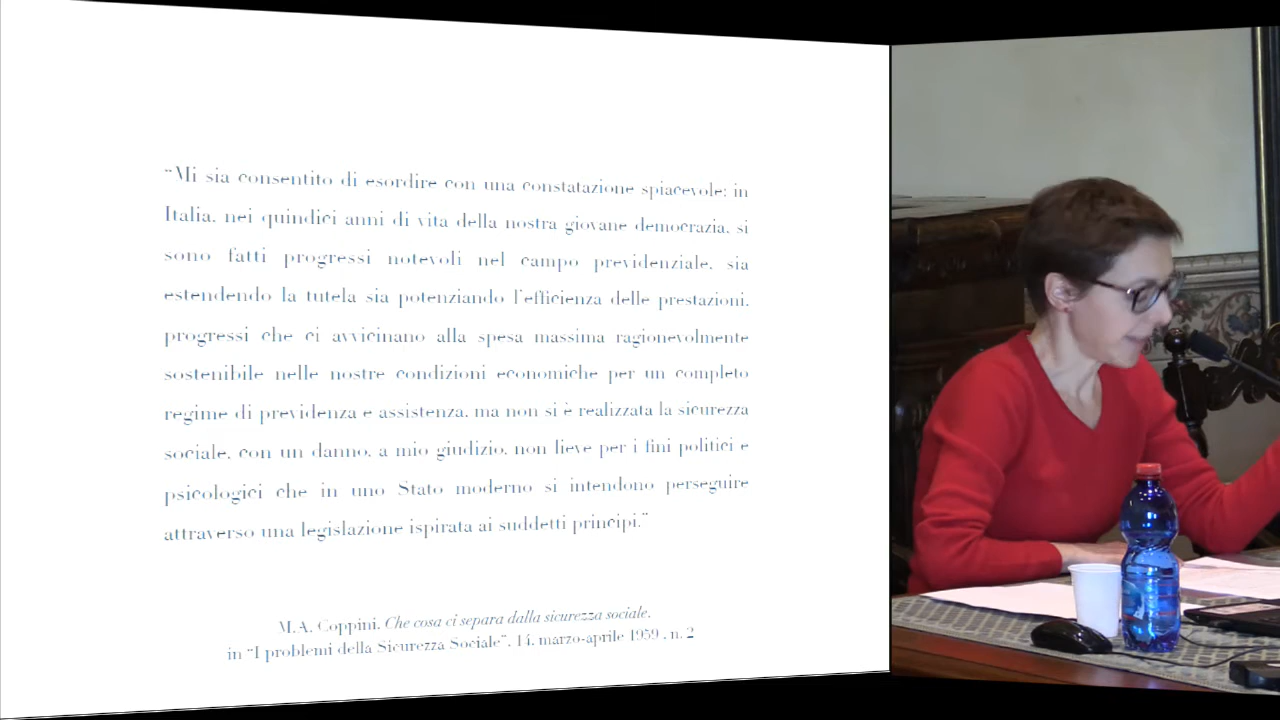 “Mi sia consentito di esordire con una constatazione spiacevole: in
Italia, nei quindici anni di vita della nostra giovane democrazia, si
sono fatti progressi notevoli nel campo previdenziale, sia
estendendo la tutela sia potenziando l'efficienza delle prestazioni,
progressi che ci avvicinano alla spesa massima ragionevolmente
sostenibile nelle nostre condizioni economiche per un completo
regime di previdenza e assistenza, ma non si è realizzata la sicurezza
sociale, con un danno, a mio giudizio, non lieve per i fini politici e
psicologici che in uno Stato moderno si intendono perseguire
attraverso una legislazione ispirata ai suddetti principi.”
M.A. Coppini, Che cosa ci separa dalla sicurezza sociale,
in “I problemi della Sicurezza Sociale”, 14, marzo-aprile 1959 , n. 2